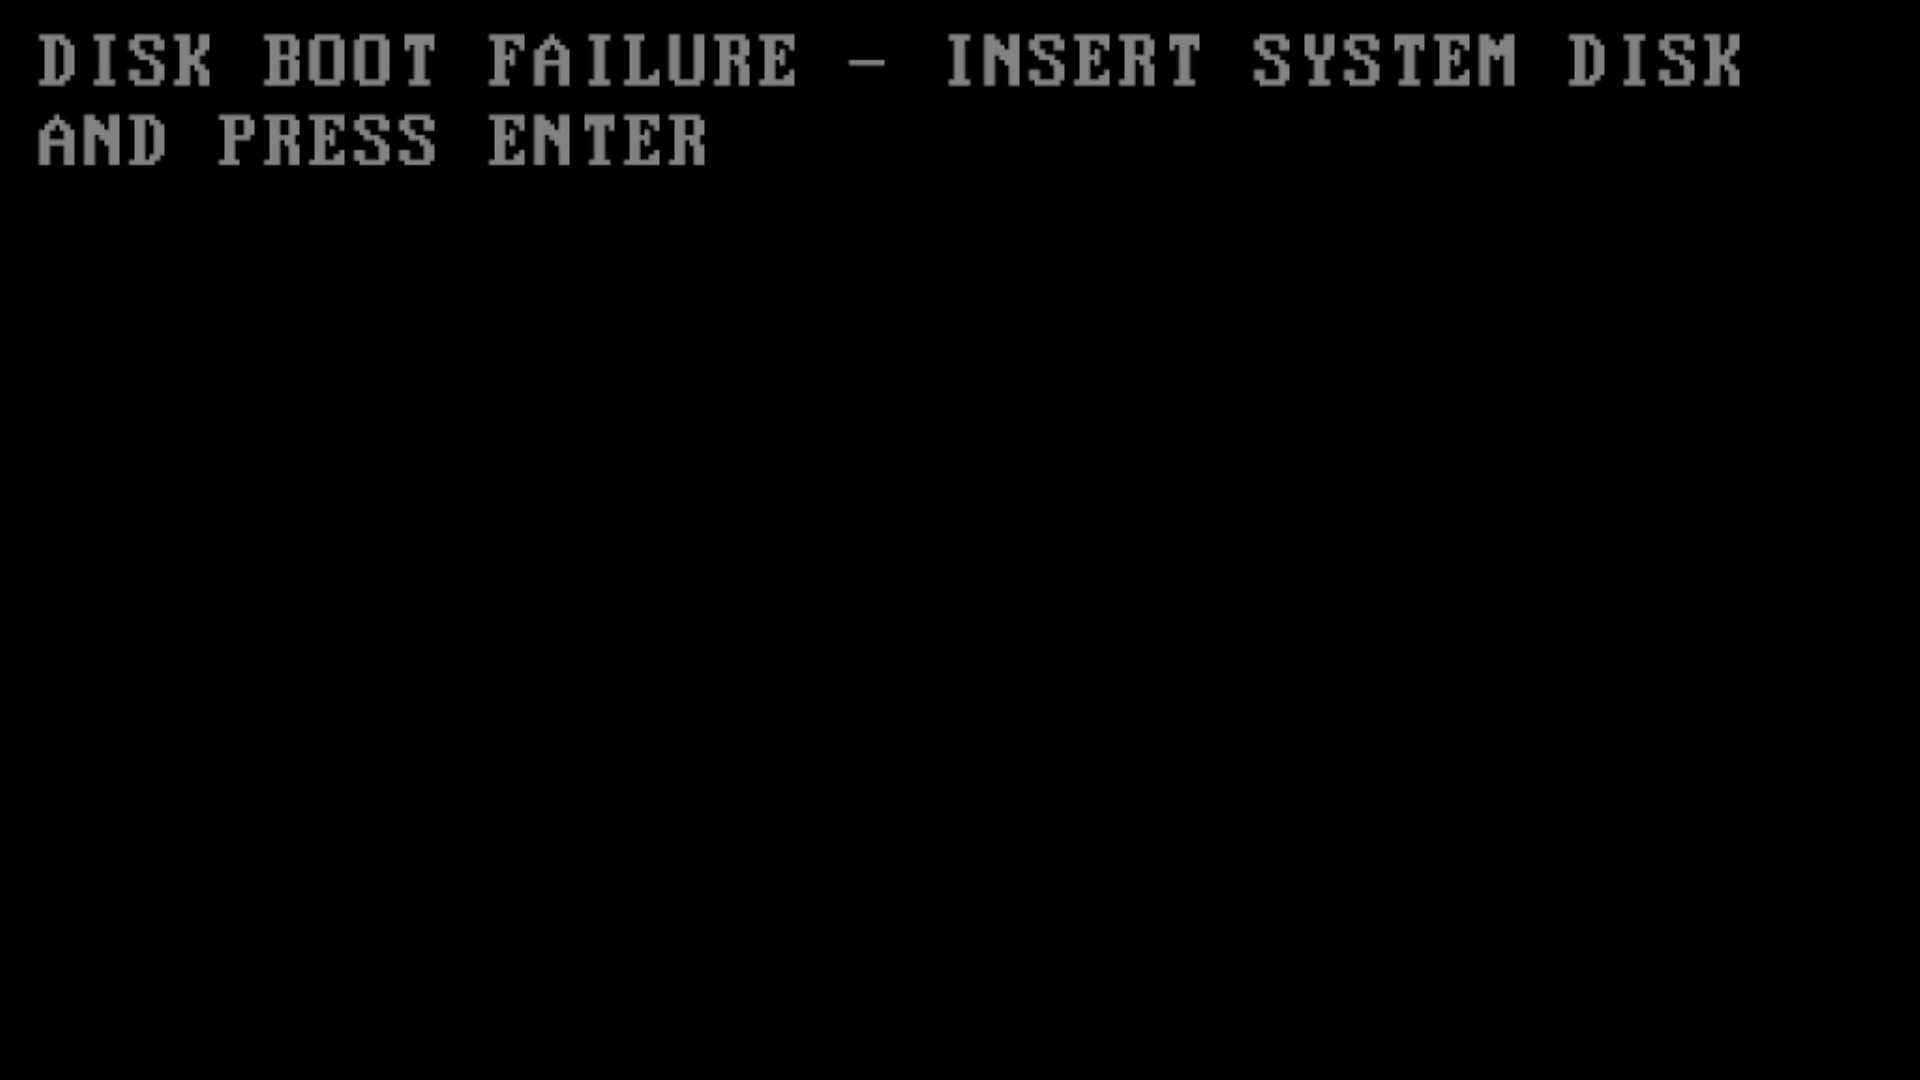 DISK BOOT FAILURE - INSERT SYSTEM DISK
AND PRESS ENTER